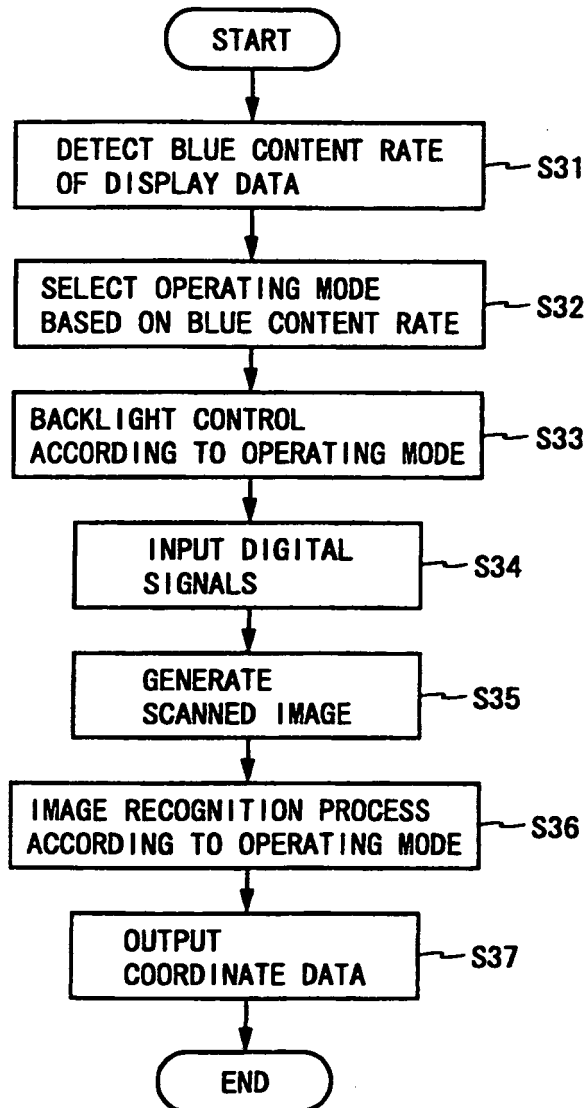 START
DETECT BLUE CONTENT RATE
OF DISPLAY DATA
S31
SELECT OPERATING MODE
BASED ON BLUE CONTENT RATE
S32
BACKLIGHT CONTROL
ACCORDING TO OPERATING MODE
S33
INPUT DIGITAL
SIGNALS
S34
GENERATE
SCANNED IMAGE
S35
IMAGE RECOGNITION PROCESS
ACCORDING TO OPERATING MODE
S36
OUTPUT
COORDINATE DATA
S37
END